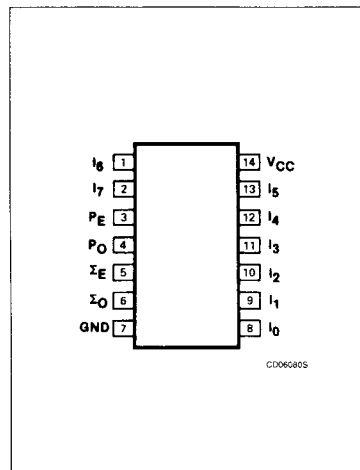 I6 1 14 VCC
I7 2 13 I5
PE 3 12 I4
PO 4 11 I3
ΣE 5 10 I2
ΣO 6 9 I1
GND 7 8 I0
CD06080S